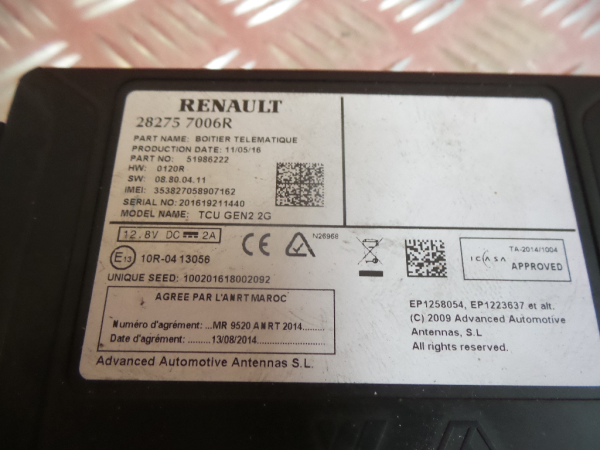 RENAULT
28275 7006R
PART NAME: BOITIER TELEMATIQUE
PRODUCTION DATE: 11/05/16
PART NO: 51986222
HW: 0120R
SW: 08.80.04.11
IMEI: 353827058907162
SERIAL NO: 201619211440
MODEL NAME: TCU GEN2 2G
12.8V DC 2A
CE N26968
E13 10R-04 13056
UNIQUE SEED: 100201618002092
TA-2014/1004
ICASA APPROVED
AGREE PAR L'ANRT MAROC
Numéro d'agrément: ...MR 9520 ANRT 2014........
Date d'agrément: .........13/08/2014...............
Advanced Automotive Antennas S.L.
EP1258054, EP1223637 et alt.
(C) 2009 Advanced Automotive
Antennas, S.L
All rights reserved.